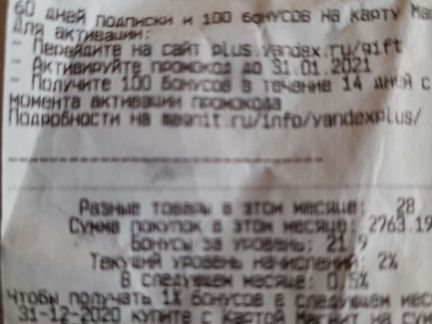 60 дней подписки и 100 бонусов на карту Маг
Для активации:
- Перейдите на сайт plus.yandex.ru/gift
- Активируйте промокод до 31.01.2021
- Получите 100 бонусов в течение 14 дней с
момента активации промокода
Подробности на magnit.ru/info/yandexplus/
Разные товары в этом месяце: 28
Сумма покупок в этом месяце: 2763.19
Бонусы за уровень: 21.9
Текущий уровень начисления: 2%
В следующем месяце: 0,5%
Чтобы получать 1% бонусов в следующем мес
31-12-2020 купите с Картой Магнит на сум